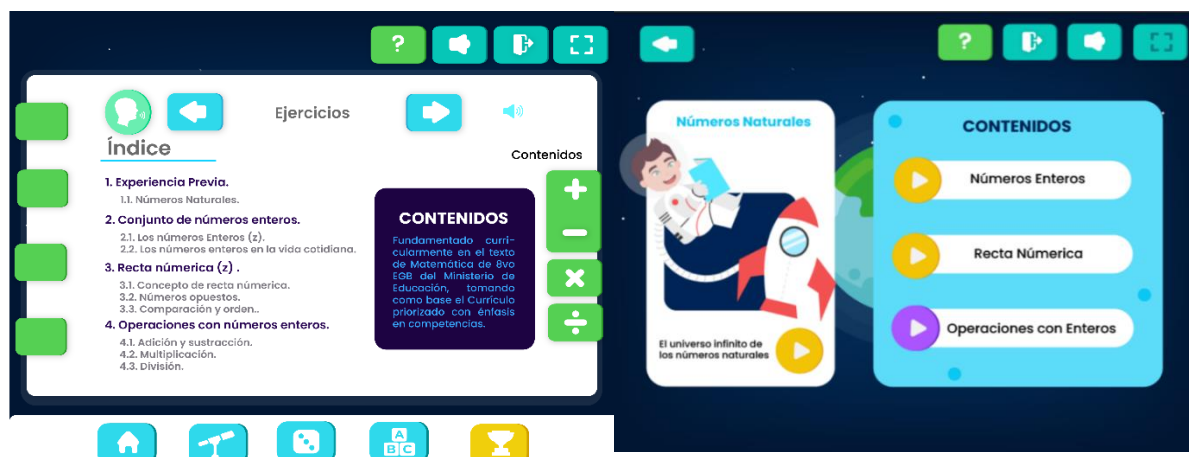 ?
Ejercicios
Índice
Contenidos
1. Experiencia Previa.
1.1. Números Naturales.
2. Conjunto de números enteros.
2.1. Los números Enteros (z).
2.2. Los números enteros en la vida cotidiana.
3. Recta númerica (z) .
3.1. Concepto de recta númerica.
3.2. Números opuestos.
3.3. Comparación y orden..
4. Operaciones con números enteros.
4.1. Adición y sustracción.
4.2. Multiplicación.
4.3. División.
CONTENIDOS
Fundamentado curri-
cularmente en el texto
de Matemática de 8vo
EGB del Ministerio de
Educación, tomando
como base el Currículo
priorizado con énfasis
en competencias.
+
−
×
÷
A
B C
?
Números Naturales
El universo infinito de
los números naturales
CONTENIDOS
Números Enteros
Recta Númerica
Operaciones con Enteros